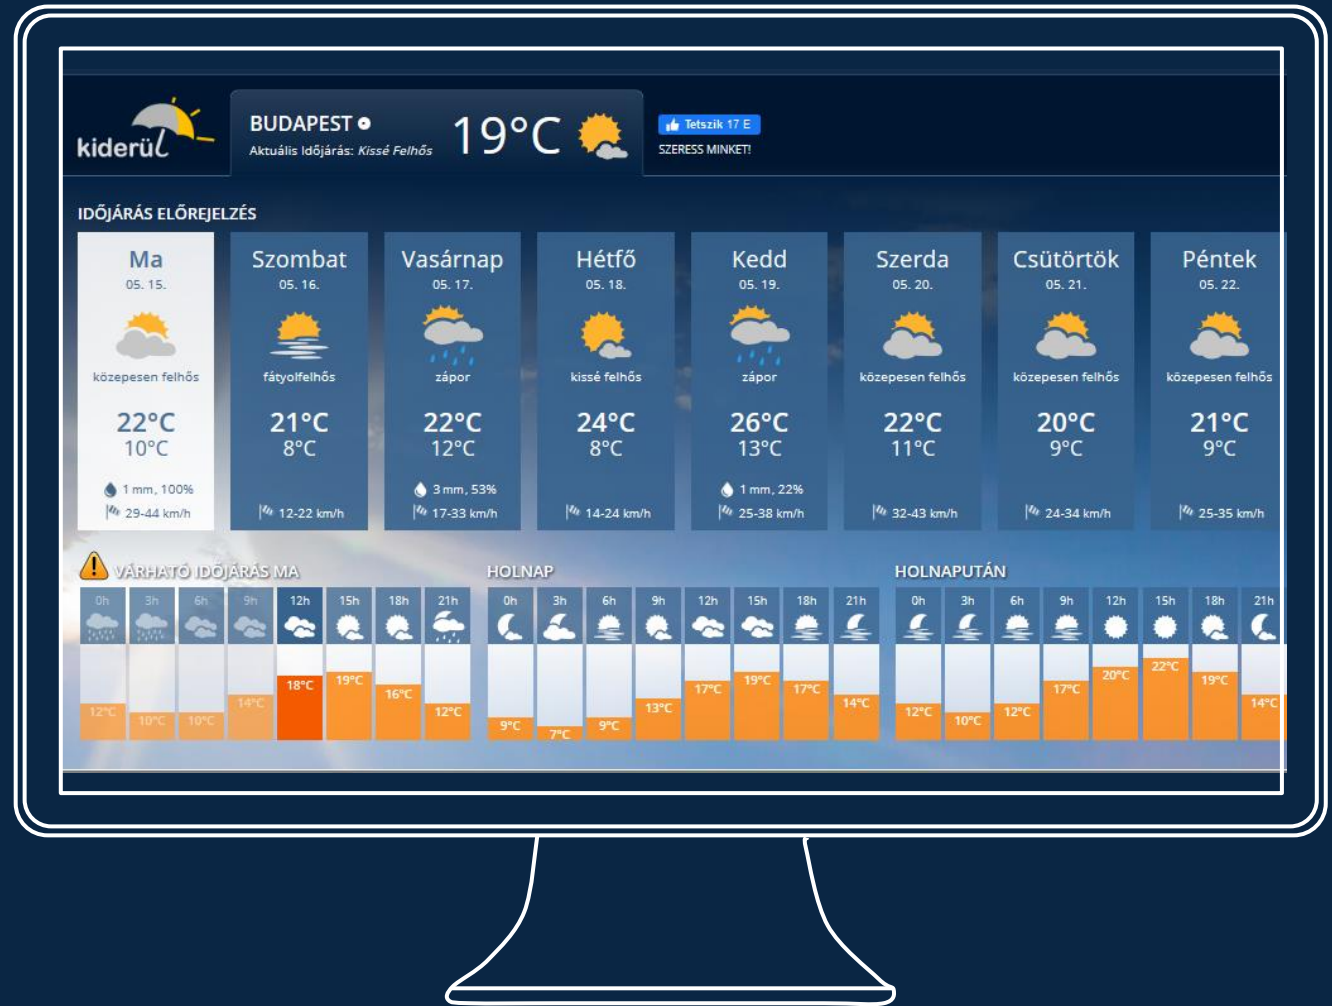 kiderül
BUDAPEST
Aktuális Időjárás: Kissé Felhős
19°C
Tetszik 17 E
SZERESS MINKET!
IDŐJÁRÁS ELŐREJELZÉS
Ma
05. 15.
közepesen felhős
22°C
10°C
1 mm, 100%
29-44 km/h
Szombat
05. 16.
fátyolfelhős
21°C
8°C
12-22 km/h
Vasárnap
05. 17.
zápor
22°C
12°C
3 mm, 53%
17-33 km/h
Hétfő
05. 18.
kissé felhős
24°C
8°C
14-24 km/h
Kedd
05. 19.
zápor
26°C
13°C
1 mm, 22%
25-38 km/h
Szerda
05. 20.
közepesen felhős
22°C
11°C
32-43 km/h
Csütörtök
05. 21.
közepesen felhős
20°C
9°C
24-34 km/h
Péntek
05. 22.
közepesen felhős
21°C
9°C
25-35 km/h
VÁRHATÓ IDŐJÁRÁS MA
0h 3h 6h 9h 12h 15h 18h 21h
12°C 10°C 10°C 14°C 18°C 19°C 16°C 12°C
HOLNAP
0h 3h 6h 9h 12h 15h 18h 21h
9°C 7°C 9°C 13°C 17°C 19°C 17°C 14°C
HOLNAPUTÁN
0h 3h 6h 9h 12h 15h 18h 21h
12°C 10°C 12°C 17°C 20°C 22°C 19°C 14°C